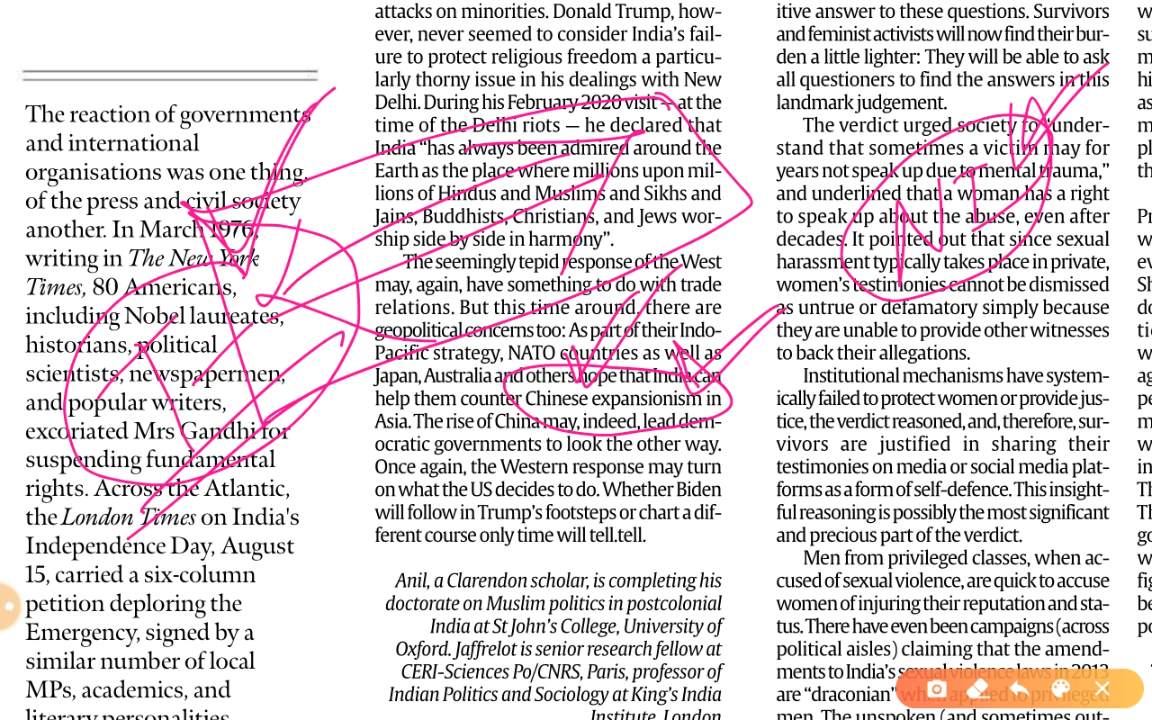 The reaction of governments
and international
organisations was one thing,
of the press and civil society
another. In March 1976,
writing in The New York
Times, 80 Americans,
including Nobel laureates,
historians, political
scientists, newspapermen,
and popular writers,
excoriated Mrs Gandhi for
suspending fundamental
rights. Across the Atlantic,
the London Times on India's
Independence Day, August
15, carried a six-column
petition deploring the
Emergency, signed by a
similar number of local
MPs, academics, and
literary personalities
attacks on minorities. Donald Trump, how-
ever, never seemed to consider India's fail-
ure to protect religious freedom a particu-
larly thorny issue in his dealings with New
Delhi. During his February 2020 visit — at the
time of the Delhi riots — he declared that
India “has always been admired around the
Earth as the place where millions upon mil-
lions of Hindus and Muslims and Sikhs and
Jains, Buddhists, Christians, and Jews wor-
ship side by side in harmony”.
The seemingly tepid response of the West
may, again, have something to do with trade
relations. But this time around, there are
geopolitical concerns too: As part of their Indo-
Pacific strategy, NATO countries as well as
Japan, Australia and others hope that India can
help them counter Chinese expansionism in
Asia. The rise of China may, indeed, lead dem-
ocratic governments to look the other way.
Once again, the Western response may turn
on what the US decides to do. Whether Biden
will follow in Trump's footsteps or chart a dif-
ferent course only time will tell.tell.
Anil, a Clarendon scholar, is completing his
doctorate on Muslim politics in postcolonial
India at St John's College, University of
Oxford. Jaffrelot is senior research fellow at
CERI-Sciences Po/CNRS, Paris, professor of
Indian Politics and Sociology at King's India
Institute, London
itive answer to these questions. Survivors
and feminist activists will now find their bur-
den a little lighter: They will be able to ask
all questioners to find the answers in this
landmark judgement.
The verdict urged society to “under-
stand that sometimes a victim may for
years not speak up due to mental trauma,”
and underlined that “a woman has a right
to speak up about the abuse, even after
decades. It pointed out that since sexual
harassment typically takes place in private,
women's testimonies cannot be dismissed
as untrue or defamatory simply because
they are unable to provide other witnesses
to back their allegations.
Institutional mechanisms have system-
ically failed to protect women or provide jus-
tice, the verdict reasoned, and, therefore, sur-
vivors are justified in sharing their
testimonies on media or social media plat-
forms as a form of self-defence. This insight-
ful reasoning is possibly the most significant
and precious part of the verdict.
Men from privileged classes, when ac-
cused of sexual violence, are quick to accuse
women of injuring their reputation and sta-
tus. There have even been campaigns (across
political aisles) claiming that the amend-
ments to India's sexual violence laws in 2013
are “draconian” when applied to privileged
men. The unspoken (and sometimes out-